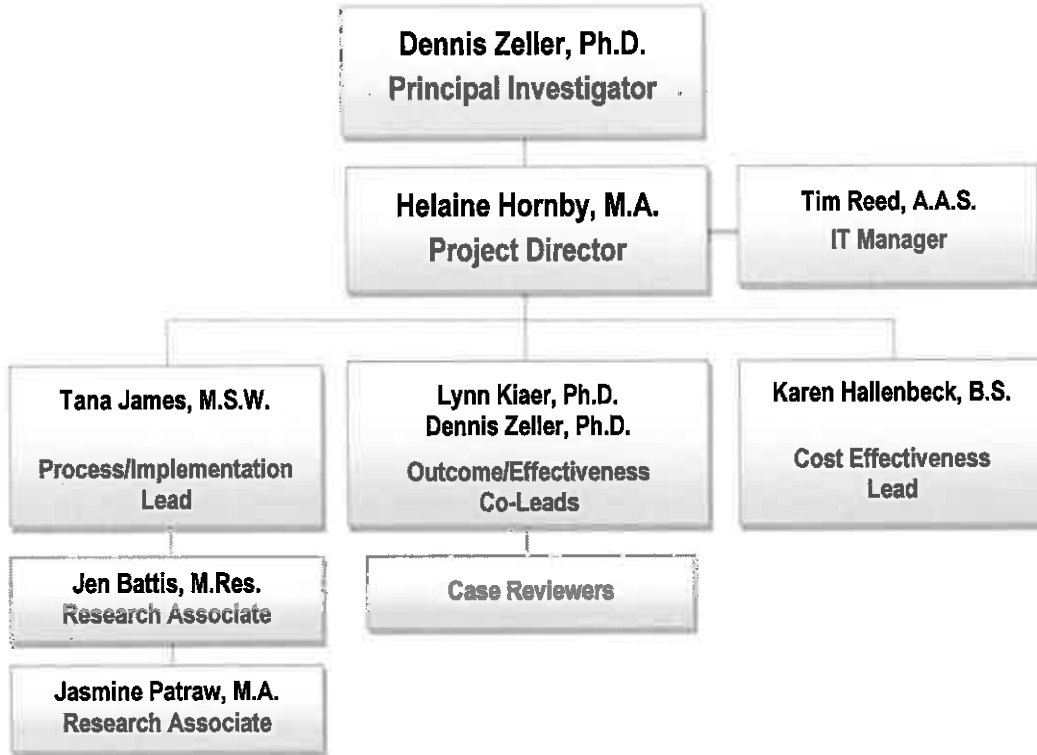 Dennis Zeller, Ph.D.
Principal Investigator
Helaine Hornby, M.A.
Project Director
Tim Reed, A.A.S.
IT Manager
Tana James, M.S.W.
Process/Implementation
Lead
Lynn Kiaer, Ph.D.
Dennis Zeller, Ph.D.
Outcome/Effectiveness
Co-Leads
Karen Hallenbeck, B.S.
Cost Effectiveness
Lead
Jen Battis, M.Res.
Research Associate
Case Reviewers
Jasmine Patraw, M.A.
Research Associate